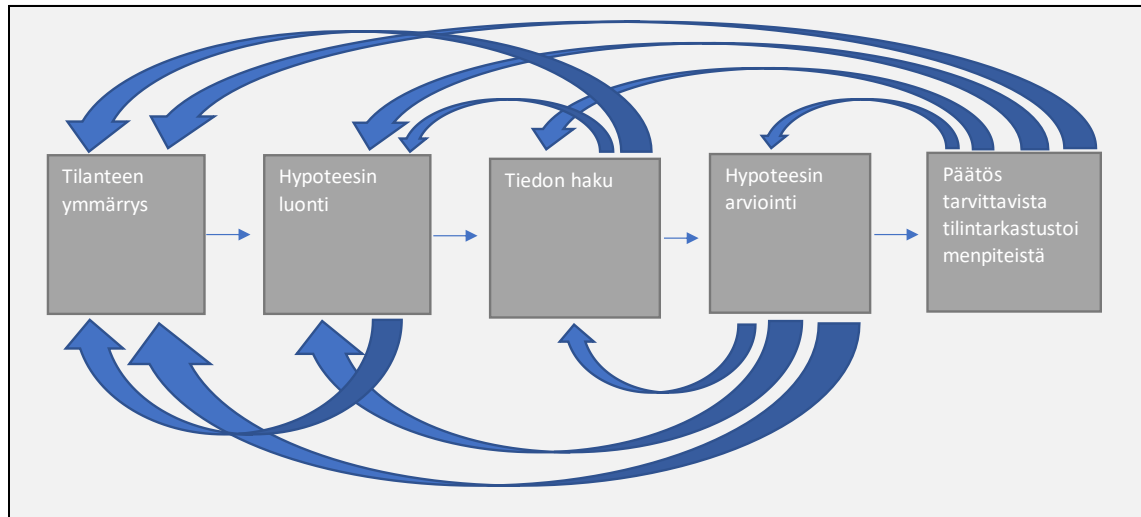 Tilanteen
ymmärrys
Hypoteesin
luonti
Tiedon haku
Hypoteesin
arviointi
Päätös
tarvittavista
tilintarkastustoi
menpiteistä